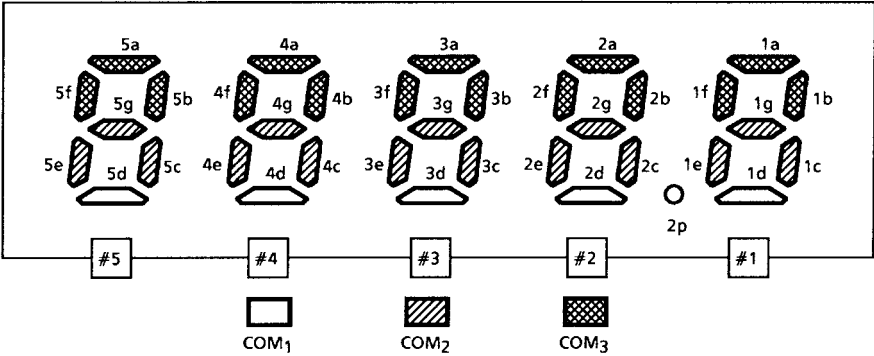 5a 4a 3a 2a 1a
5f 5b 4f 4b 3f 3b 2f 2b 1f 1b
5g 4g 3g 2g 1g
5e 5c 4e 4c 3e 3c 2e 2c 1e 1c
5d 4d 3d 2d 1d
2p
#5 #4 #3 #2 #1
COM1 COM2 COM3